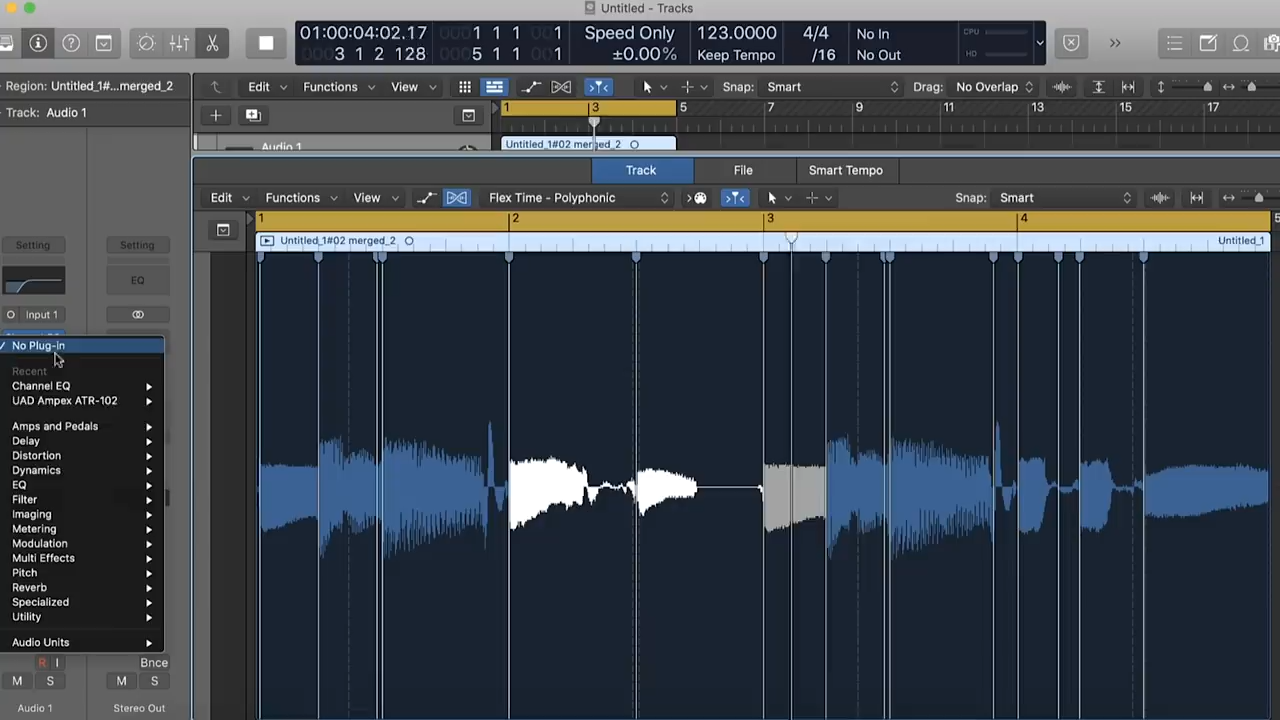 Untitled - Tracks
01:00:04:02.17
3 1 2 128
1 1 1 1
5 1 1 1
Speed Only
±0.00%
123.0000
Keep Tempo
4/4
/16
No In
No Out
CPU
HD
Region: Untitled_1#...merged_2
Edit
Functions
View
Snap:
Smart
Drag:
No Overlap
Track: Audio 1
1
3
5
7
9
11
13
15
17
Audio 1
Untitled_1#02 merged_2
Track
File
Smart Tempo
Edit
Functions
View
Flex Time - Polyphonic
Snap:
Smart
1
2
3
4
5
Untitled_1#02 merged_2
Untitled_1
Setting
Setting
EQ
Input 1
No Plug-in
Recent
Channel EQ
UAD Ampex ATR-102
Amps and Pedals
Delay
Distortion
Dynamics
EQ
Filter
Imaging
Metering
Modulation
Multi Effects
Pitch
Reverb
Specialized
Utility
Audio Units
R I
Bnce
M S
M S
Audio 1
Stereo Out